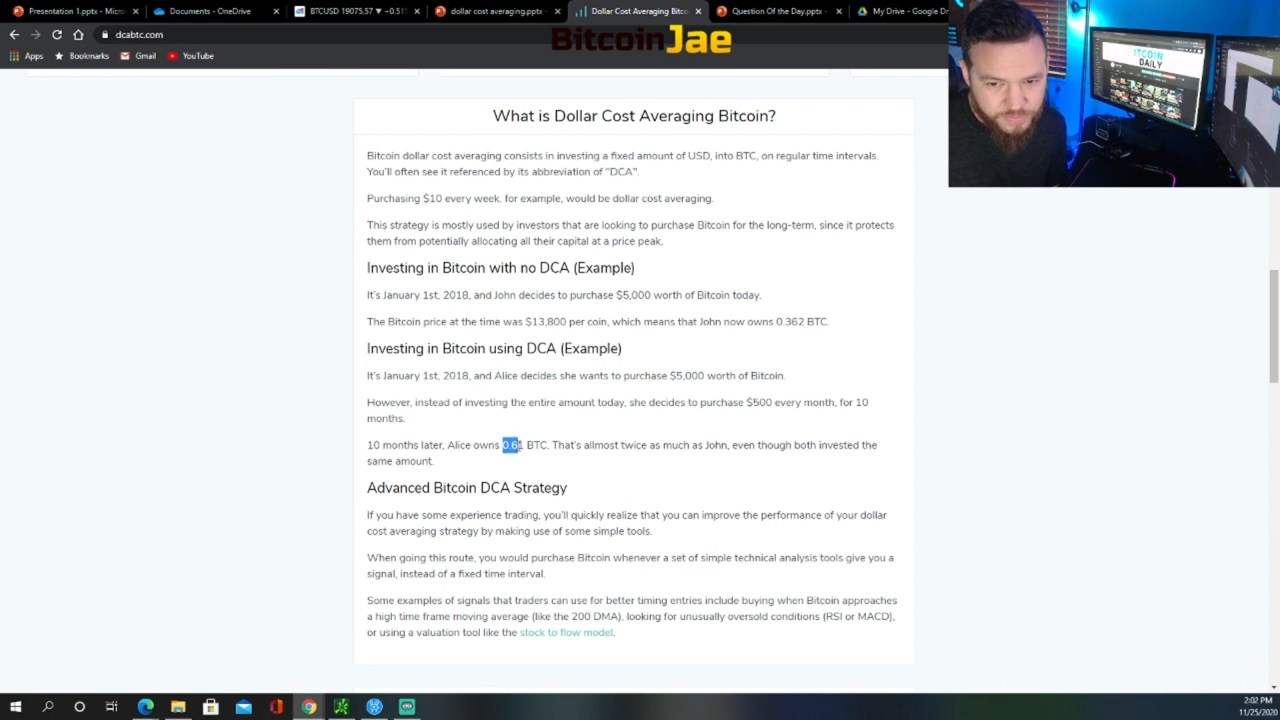 Presentation 1.pptx - Micro
Documents - OneDrive
BTCUSD 19075.57 ▼ -0.51%
dollar cost averaging.pptx -
Dollar Cost Averaging Bitco
Question Of the Day.pptx -
My Drive - Google Dr
dcabtc.com
BitcoinJae
Apps
Bookmarks
Gmail
YouTube
ITCOIN
DAILY
What is Dollar Cost Averaging Bitcoin?
Bitcoin dollar cost averaging consists in investing a fixed amount of USD, into BTC, on regular time intervals.
You'll often see it referenced by its abbreviation of "DCA".
Purchasing $10 every week, for example, would be dollar cost averaging.
This strategy is mostly used by investors that are looking to purchase Bitcoin for the long-term, since it protects
them from potentially allocating all their capital at a price peak.
Investing in Bitcoin with no DCA (Example)
It's January 1st, 2018, and John decides to purchase $5,000 worth of Bitcoin today.
The Bitcoin price at the time was $13,800 per coin, which means that John now owns 0.362 BTC.
Investing in Bitcoin using DCA (Example)
It's January 1st, 2018, and Alice decides she wants to purchase $5,000 worth of Bitcoin.
However, instead of investing the entire amount today, she decides to purchase $500 every month, for 10
months.
10 months later, Alice owns 0.61 BTC. That's allmost twice as much as John, even though both invested the
same amount.
Advanced Bitcoin DCA Strategy
If you have some experience trading, you'll quickly realize that you can improve the performance of your dollar
cost averaging strategy by making use of some simple tools.
When going this route, you would purchase Bitcoin whenever a set of simple technical analysis tools give you a
signal, instead of a fixed time interval.
Some examples of signals that traders can use for better timing entries include buying when Bitcoin approaches
a high time frame moving average (like the 200 DMA), looking for unusually oversold conditions (RSI or MACD),
or using a valuation tool like the stock to flow model.
2:02 PM
11/25/2020